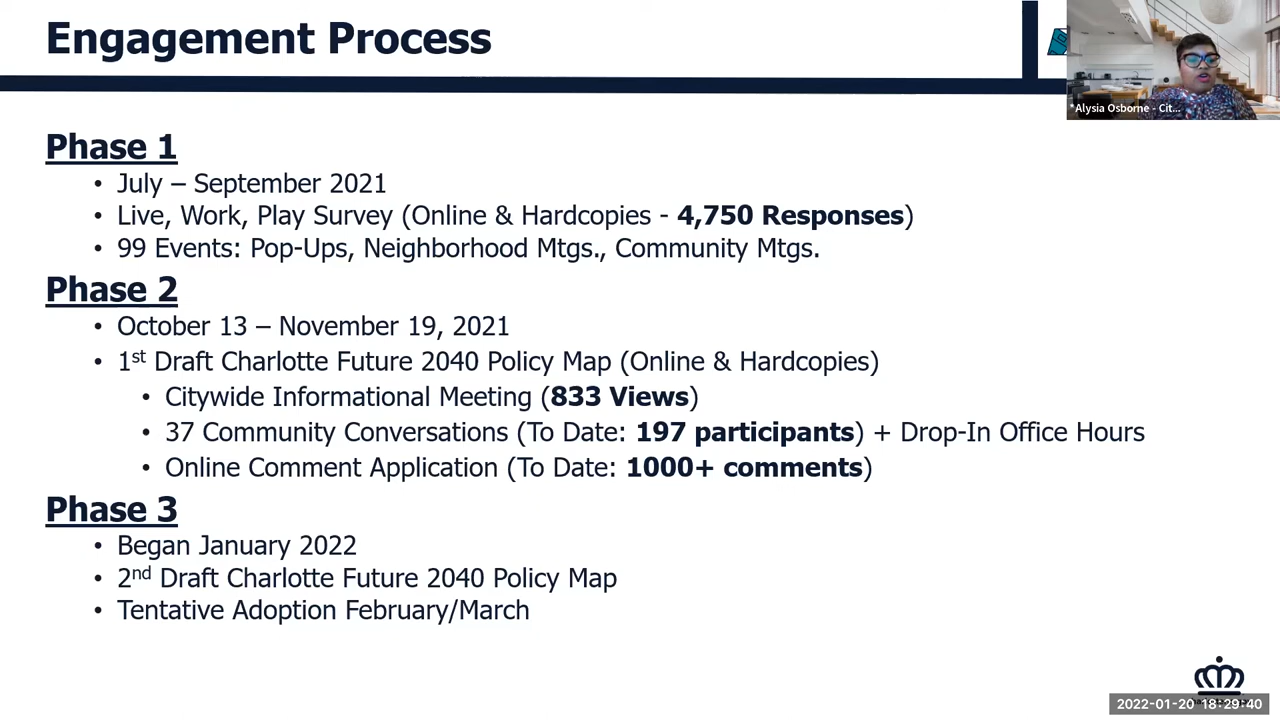 Engagement Process
*Alysia Osborne - Cit...
Phase 1
• July – September 2021
• Live, Work, Play Survey (Online & Hardcopies - 4,750 Responses)
• 99 Events: Pop-Ups, Neighborhood Mtgs., Community Mtgs.
Phase 2
• October 13 – November 19, 2021
• 1st Draft Charlotte Future 2040 Policy Map (Online & Hardcopies)
• Citywide Informational Meeting (833 Views)
• 37 Community Conversations (To Date: 197 participants) + Drop-In Office Hours
• Online Comment Application (To Date: 1000+ comments)
Phase 3
• Began January 2022
• 2nd Draft Charlotte Future 2040 Policy Map
• Tentative Adoption February/March
2022-01-20 18:29:40